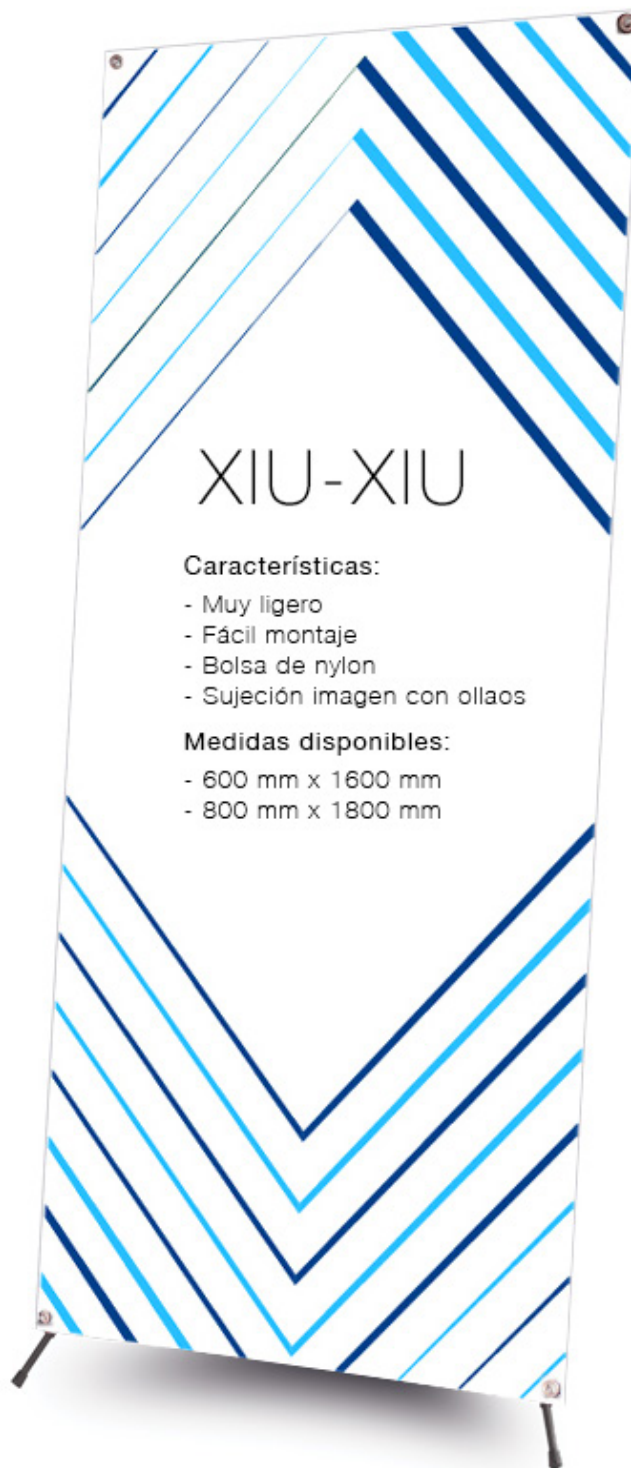 XIU-XIU
Características:
- Muy ligero
- Fácil montaje
- Bolsa de nylon
- Sujeción imagen con ollaos
Medidas disponibles:
- 600 mm x 1600 mm
- 800 mm x 1800 mm